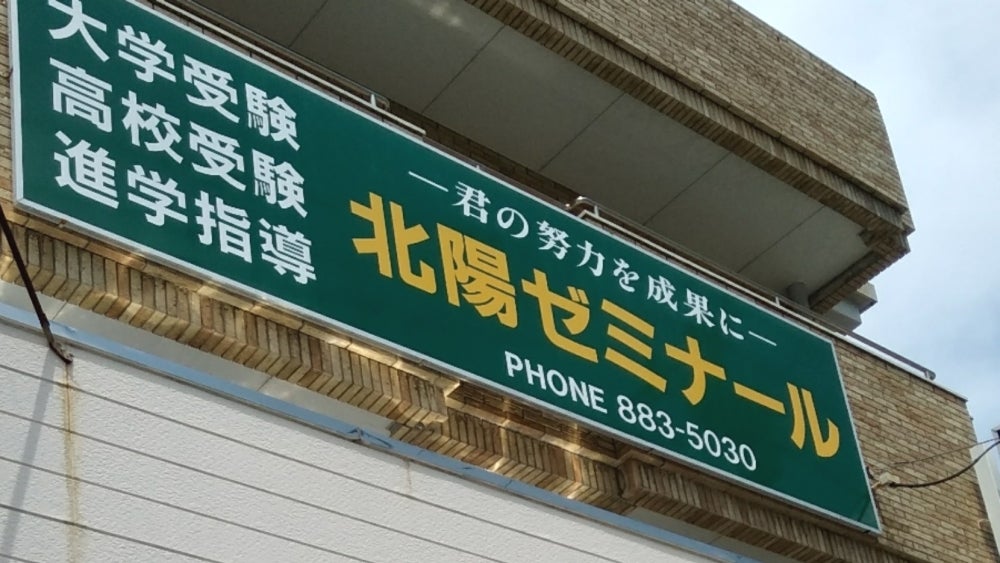 大学受験
高校受験
進学指導
―君の努力を成果に―
北陽ゼミナール
PHONE 883-5030